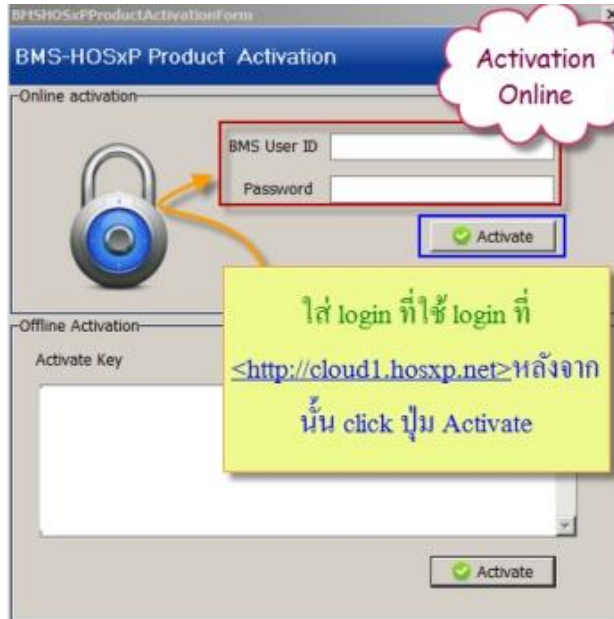 BMSHOSxPProductActivationForm
BMS-HOSxP Product Activation
Activation
Online
Online activation
BMS User ID
Password
Activate
ใส่ login ที่ใช้ login ที่
<http://cloud1.hosxp.net>หลังจาก
นั้น click ปุ่ม Activate
Offline Activation
Activate Key
Activate